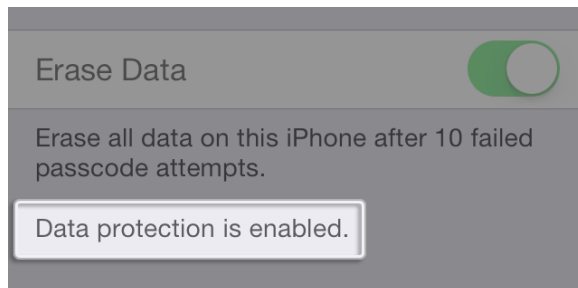 Erase Data
Erase all data on this iPhone after 10 failed
passcode attempts.
Data protection is enabled.